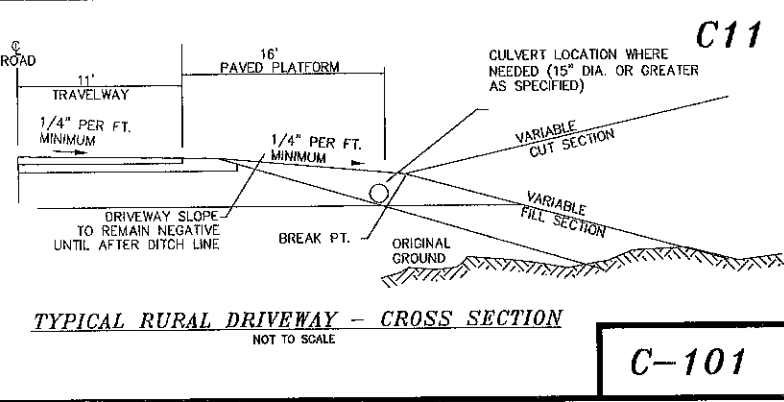 C11
℄
ROAD
11'
TRAVELWAY
16'
PAVED PLATFORM
CULVERT LOCATION WHERE
NEEDED (15" DIA. OR GREATER
AS SPECIFIED)
1/4" PER FT.
MINIMUM
1/4" PER FT.
MINIMUM
VARIABLE
CUT SECTION
VARIABLE
FILL SECTION
DRIVEWAY SLOPE
TO REMAIN NEGATIVE
UNTIL AFTER DITCH LINE
BREAK PT.
ORIGINAL
GROUND
TYPICAL RURAL DRIVEWAY - CROSS SECTION
NOT TO SCALE
C-101